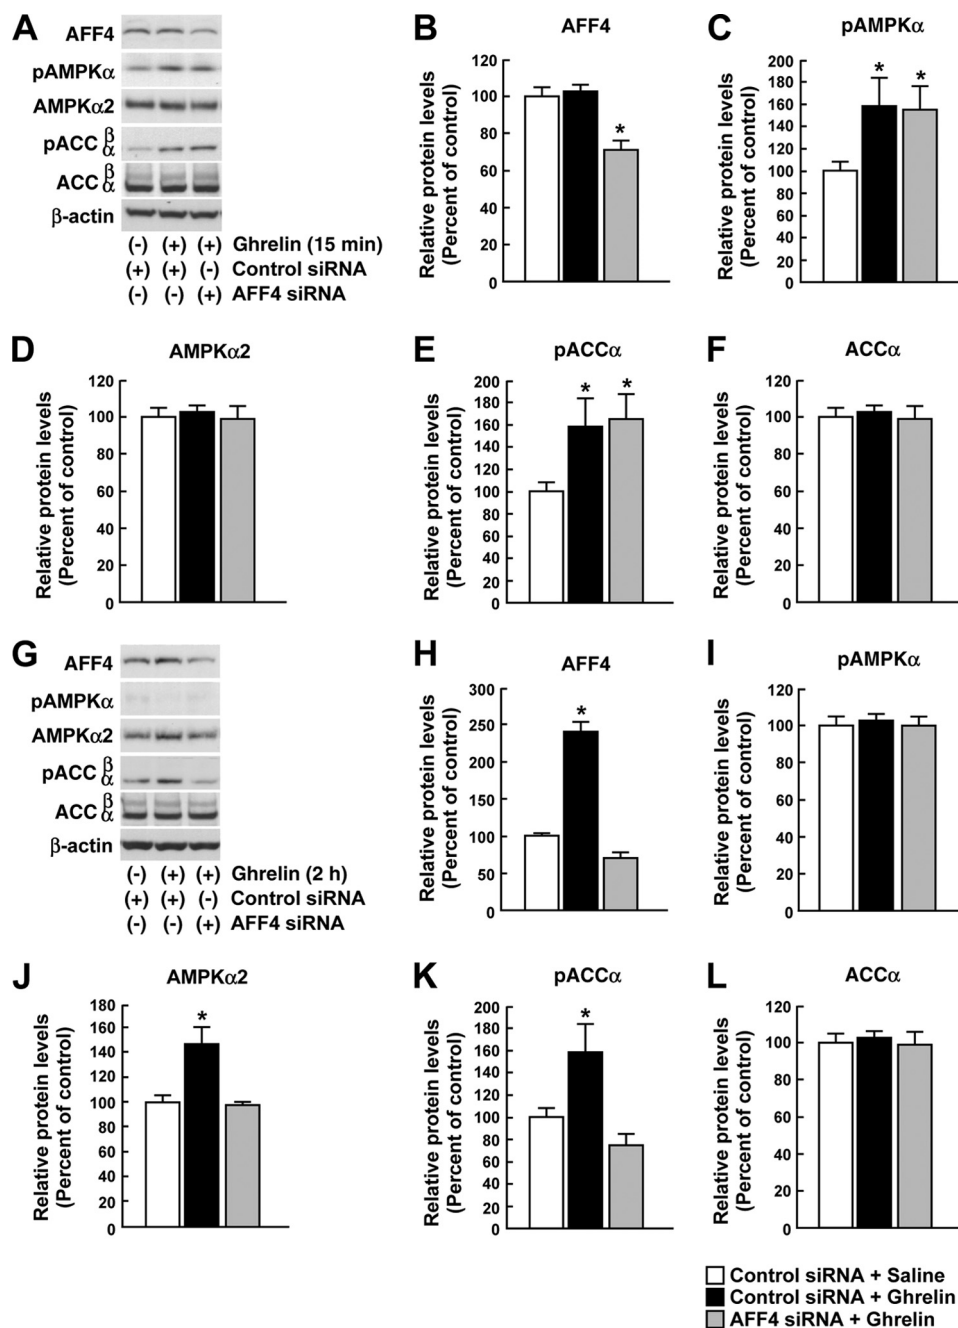 A
AFF4
pAMPKα
AMPKα2
pACC β α
ACC β α
β-actin
(-) (+) (+) Ghrelin (15 min)
(+) (+) (-) Control siRNA
(-) (-) (+) AFF4 siRNA
B
AFF4
Relative protein levels
(Percent of control)
120
100
80
60
40
20
0
*
C
pAMPKα
Relative protein levels
(Percent of control)
200
180
160
140
120
100
80
60
40
20
0
* *
D
AMPKα2
Relative protein levels
(Percent of control)
120
100
80
60
40
20
0
E
pACCα
Relative protein levels
(Percent of control)
200
180
160
140
120
100
80
60
40
20
0
* *
F
ACCα
Relative protein levels
(Percent of control)
120
100
80
60
40
20
0
G
AFF4
pAMPKα
AMPKα2
pACC β α
ACC β α
β-actin
(-) (+) (+) Ghrelin (2 h)
(+) (+) (-) Control siRNA
(-) (-) (+) AFF4 siRNA
H
AFF4
Relative protein levels
(Percent of control)
300
250
200
150
100
50
0
*
I
pAMPKα
Relative protein levels
(Percent of control)
120
100
80
60
40
20
0
J
AMPKα2
Relative protein levels
(Percent of control)
180
160
140
120
100
80
60
40
20
0
*
K
pACCα
Relative protein levels
(Percent of control)
200
180
160
140
120
100
80
60
40
20
0
*
L
ACCα
Relative protein levels
(Percent of control)
120
100
80
60
40
20
0
Control siRNA + Saline
Control siRNA + Ghrelin
AFF4 siRNA + Ghrelin